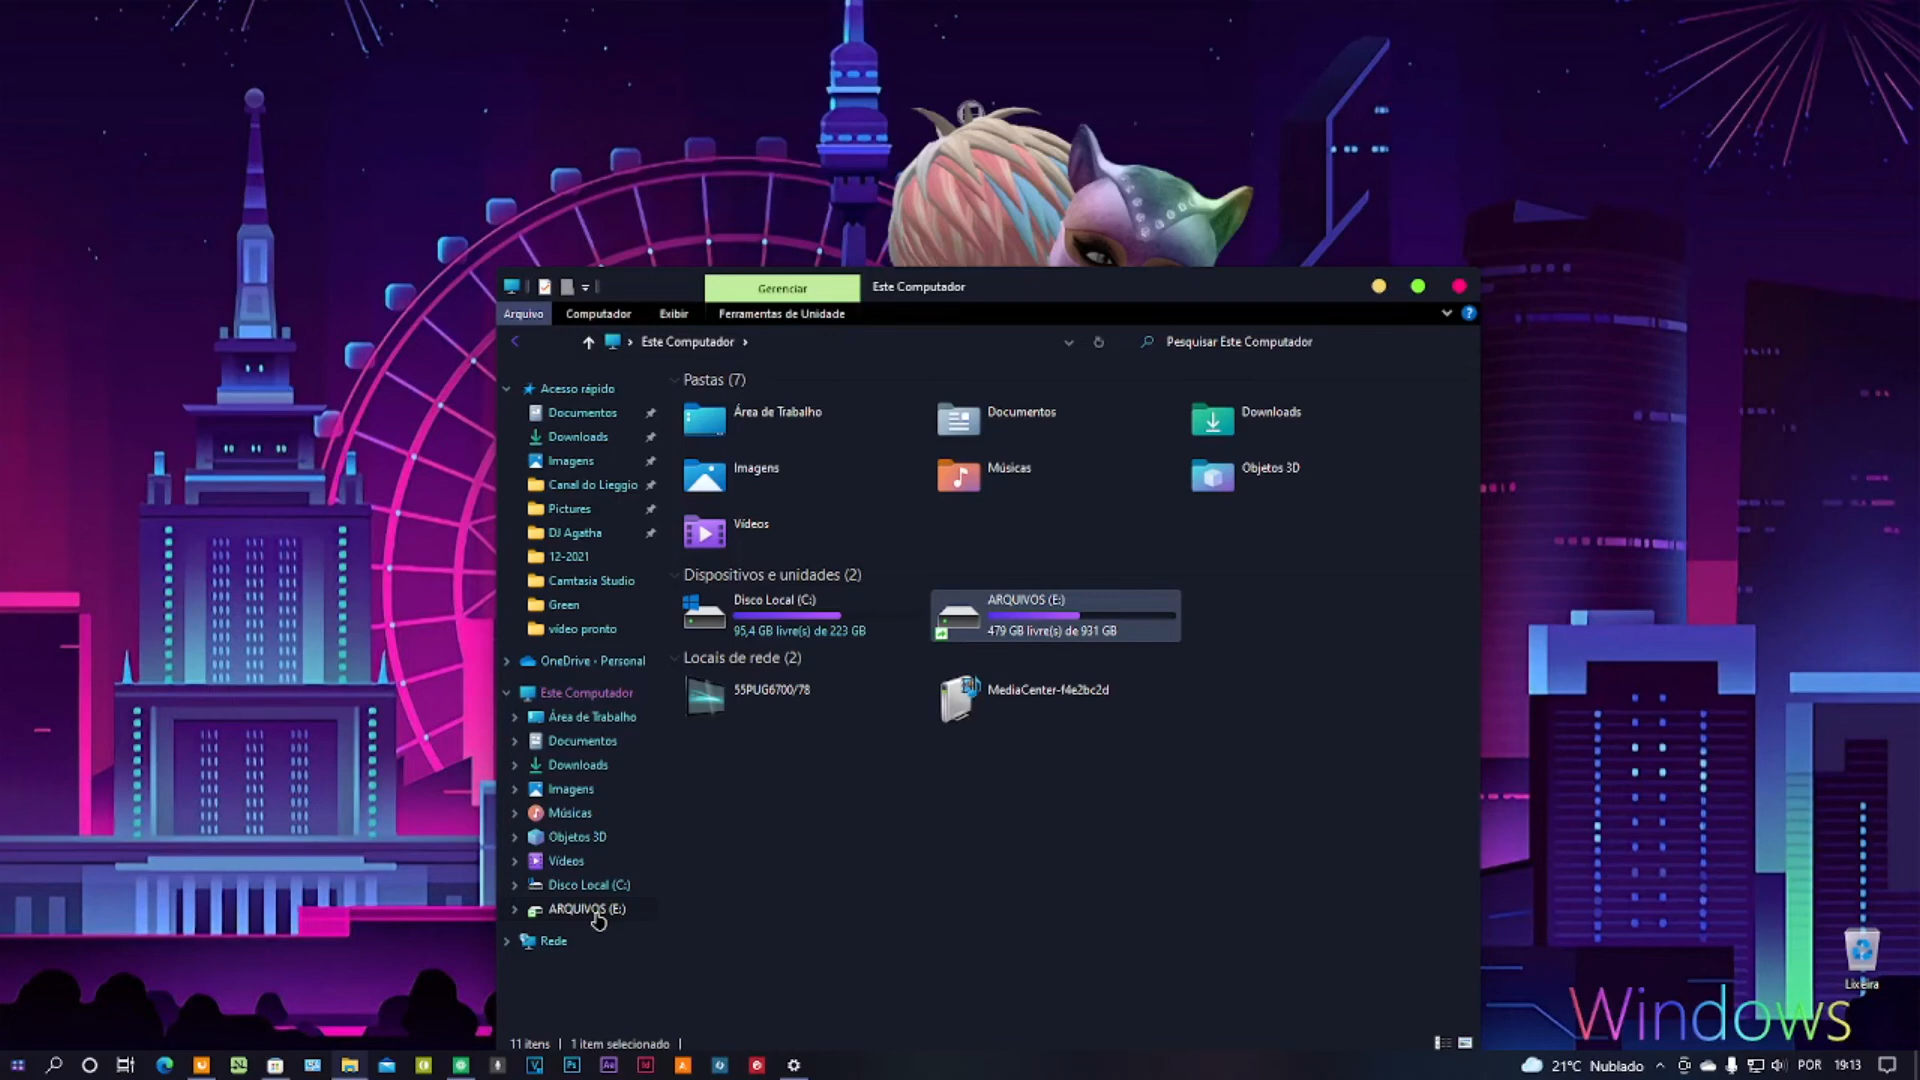 Gerenciar
Este Computador
Arquivo
Computador
Exibir
Ferramentas de Unidade
Este Computador
Pesquisar Este Computador
Acesso rápido
Documentos
Downloads
Imagens
Canal do Lieggio
Pictures
DJ Agatha
12-2021
Camtasia Studio
Green
vídeo pronto
OneDrive - Personal
Este Computador
Área de Trabalho
Documentos
Downloads
Imagens
Músicas
Objetos 3D
Vídeos
Disco Local (C:)
ARQUIVOS (E:)
Rede
Pastas (7)
Área de Trabalho
Documentos
Downloads
Imagens
Músicas
Objetos 3D
Vídeos
Dispositivos e unidades (2)
Disco Local (C:)
95,4 GB livre(s) de 223 GB
ARQUIVOS (E:)
479 GB livre(s) de 931 GB
Locais de rede (2)
55PUG6700/78
MediaCenter-f4e2bc2d
11 itens
1 item selecionado
Lixeira
Windows
Ps
Ae
Id
21°C Nublado
POR
19:13